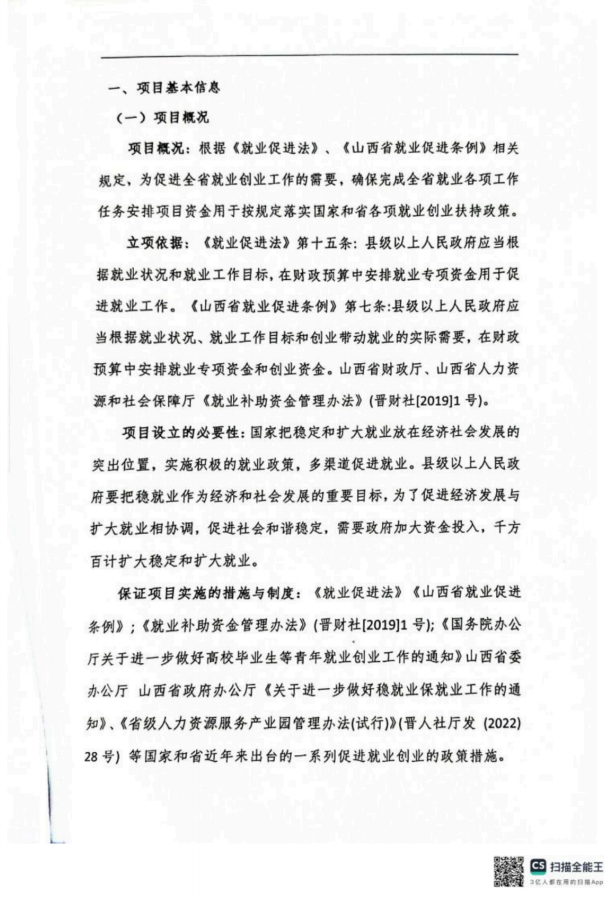 一、项目基本信息
（一）项目概况
项目概况：根据《就业促进法》、《山西省就业促进条例》相关
规定，为促进全省就业创业工作的需要，确保完成全省就业各项工作
任务安排项目资金用于按规定落实国家和省各项就业创业扶持政策。
立项依据：《就业促进法》第十五条：县级以上人民政府应当根
据就业状况和就业工作目标，在财政预算中安排就业专项资金用于促
进就业工作。《山西省就业促进条例》第七条:县级以上人民政府应
当根据就业状况、就业工作目标和创业带动就业的实际需要，在财政
预算中安排就业专项资金和创业资金。山西省财政厅、山西省人力资
源和社会保障厅《就业补助资金管理办法》(晋财社[2019]1 号)。
项目设立的必要性：国家把稳定和扩大就业放在经济社会发展的
突出位置，实施积极的就业政策，多渠道促进就业。县级以上人民政
府要把稳就业作为经济和社会发展的重要目标，为了促进经济发展与
扩大就业相协调，促进社会和谐稳定，需要政府加大资金投入，千方
百计扩大稳定和扩大就业。
保证项目实施的措施与制度：《就业促进法》《山西省就业促进
条例》;《就业补助资金管理办法》(晋财社[2019]1 号);《国务院办公
厅关于进一步做好高校毕业生等青年就业创业工作的通知》山西省委
办公厅 山西省政府办公厅《关于进一步做好稳就业保就业工作的通
知》、《省级人力资源服务产业园管理办法(试行)》(晋人社厅发 (2022)
28 号) 等国家和省近年来出台的一系列促进就业创业的政策措施。
CS 扫描全能王
3亿人都在用的扫描App